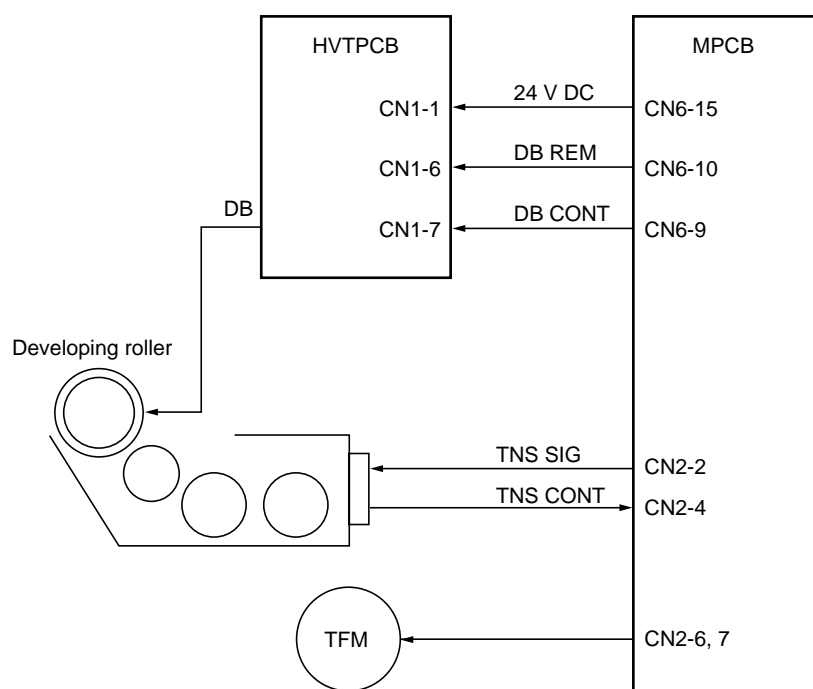 HVTPCB
MPCB
24 V DC
CN1-1
CN6-15
DB REM
CN1-6
CN6-10
DB
DB CONT
CN1-7
CN6-9
Developing roller
TNS SIG
CN2-2
TNS CONT
CN2-4
TFM
CN2-6, 7